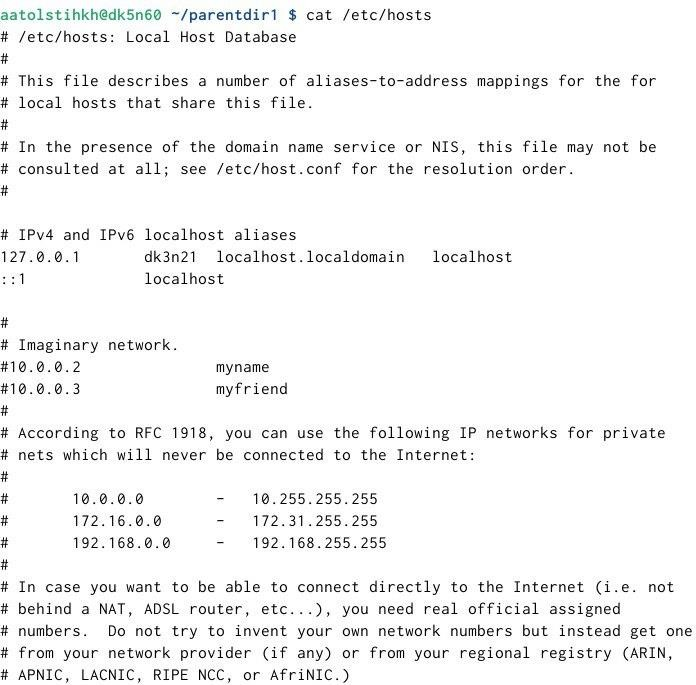 aatolstihkh@dk5n60 ~/parentdir1 $ cat /etc/hosts
# /etc/hosts: Local Host Database
#
# This file describes a number of aliases-to-address mappings for the for
# local hosts that share this file.
#
# In the presence of the domain name service or NIS, this file may not be
# consulted at all; see /etc/host.conf for the resolution order.
#

# IPv4 and IPv6 localhost aliases
127.0.0.1       dk3n21  localhost.localdomain   localhost
::1             localhost

#
# Imaginary network.
#10.0.0.2               myname
#10.0.0.3               myfriend
#
# According to RFC 1918, you can use the following IP networks for private
# nets which will never be connected to the Internet:
#
#       10.0.0.0        -   10.255.255.255
#       172.16.0.0      -   172.31.255.255
#       192.168.0.0     -   192.168.255.255
#
# In case you want to be able to connect directly to the Internet (i.e. not
# behind a NAT, ADSL router, etc...), you need real official assigned
# numbers.  Do not try to invent your own network numbers but instead get one
# from your network provider (if any) or from your regional registry (ARIN,
# APNIC, LACNIC, RIPE NCC, or AfriNIC.)